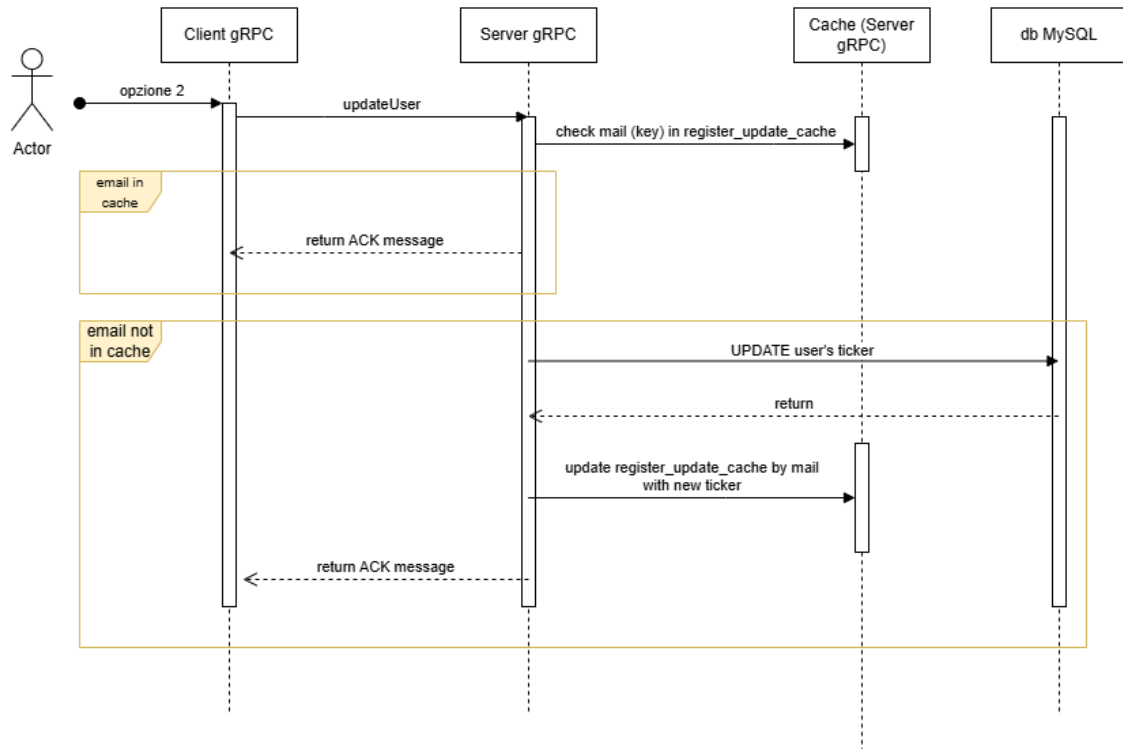 Client gRPC
Server gRPC
Cache (Server
gRPC)
db MySQL
Actor
opzione 2
updateUser
check mail (key) in register_update_cache
email in
cache
return ACK message
email not
in cache
UPDATE user's ticker
return
update register_update_cache by mail
with new ticker
return ACK message